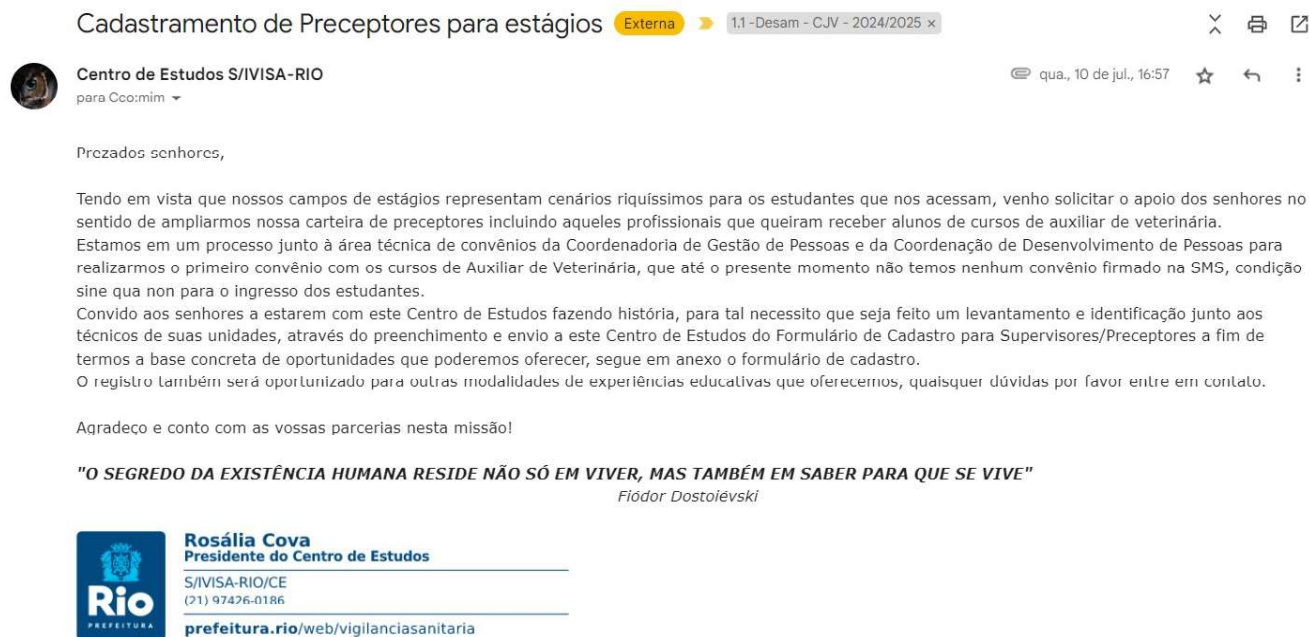 Cadastramento de Preceptores para estágios Externa 1.1 -Desam - CJV - 2024/2025 ×
Centro de Estudos S/IVISA-RIO qua., 10 de jul., 16:57
para Cco:mim
Prezados senhores,
Tendo em vista que nossos campos de estágios representam cenários riquíssimos para os estudantes que nos acessam, venho solicitar o apoio dos senhores no
sentido de ampliarmos nossa carteira de preceptores incluindo aqueles profissionais que queiram receber alunos de cursos de auxiliar de veterinária.
Estamos em um processo junto à área técnica de convênios da Coordenadoria de Gestão de Pessoas e da Coordenação de Desenvolvimento de Pessoas para
realizarmos o primeiro convênio com os cursos de Auxiliar de Veterinária, que até o presente momento não temos nenhum convênio firmado na SMS, condição
sine qua non para o ingresso dos estudantes.
Convido aos senhores a estarem com este Centro de Estudos fazendo história, para tal necessito que seja feito um levantamento e identificação junto aos
técnicos de suas unidades, através do preenchimento e envio a este Centro de Estudos do Formulário de Cadastro para Supervisores/Preceptores a fim de
termos a base concreta de oportunidades que poderemos oferecer, segue em anexo o formulário de cadastro.
O registro também será oportunizado para outras modalidades de experiências educativas que oferecemos, quaisquer dúvidas por favor entre em contato.
Agradeço e conto com as vossas parcerias nesta missão!
"O SEGREDO DA EXISTÊNCIA HUMANA RESIDE NÃO SÓ EM VIVER, MAS TAMBÉM EM SABER PARA QUE SE VIVE"
Fiódor Dostoiévski
Rosália Cova
Presidente do Centro de Estudos
S/IVISA-RIO/CE
(21) 97426-0186
prefeitura.rio/web/vigilanciasanitaria
Rio
PREFEITURA